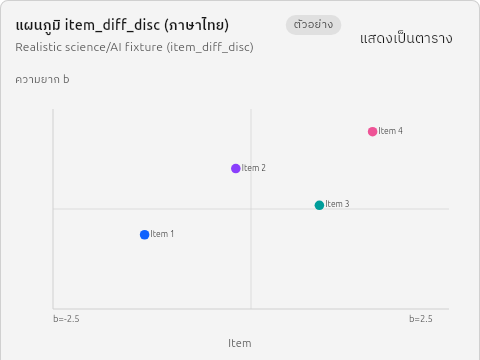 แผนภูมิ item_diff_disc (ภาษาไทย)
ตัวอย่าง
แสดงเป็นตาราง
Realistic science/AI fixture (item_diff_disc)
ความยาก b
Item 4
Item 2
Item 3
Item 1
b=-2.5
b=2.5
Item